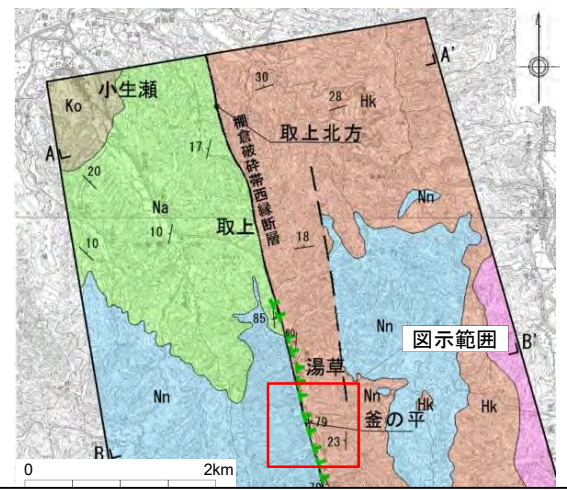 A'
30
28
Hk
小生瀬
Ko
取上北方
棚倉破砕帯西縁断層
17
A
20
Nn
Na
取上
10
18
10
Nn
85
図示範囲
B'
湯草
Nn
Nn
Hk
Hk
79
釜の平
23
B
0
2km